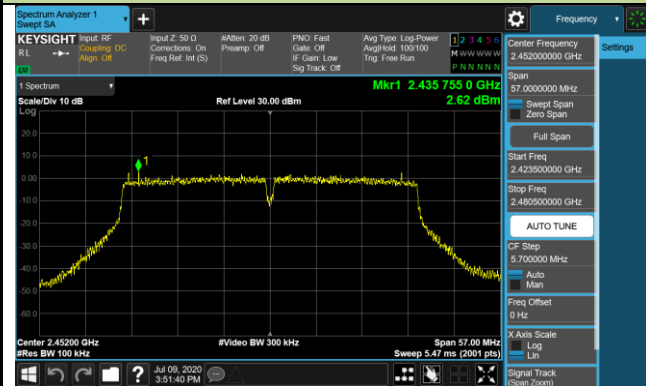 Spectrum Analyzer 1
Swept SA
Frequency
KEYSIGHT
Input: RF
Input Z: 50 Ω
#Atten: 20 dB
PNO: Fast
Avg Type: Log-Power
1 2 3 4 5 6
RL
Coupling: DC
Corrections: On
Preamp: Off
Gate: Off
Avg|Hold: 100/100
M W W W W W
Align: Off
Freq Ref: Int (S)
IF Gain: Low
Trig: Free Run
P N N N N N
Sig Track: Off
Settings
1 Spectrum
Mkr1 2.435 755 0 GHz
Scale/Div 10 dB
Ref Level 30.00 dBm
2.62 dBm
Log
20.0
10.0
0.00
-10.0
-20.0
-30.0
-40.0
-50.0
-60.0
1
Center 2.45200 GHz
#Video BW 300 kHz
Span 57.00 MHz
#Res BW 100 kHz
Sweep 5.47 ms (2001 pts)
Center Frequency
2.452000000 GHz
Span
57.0000000 MHz
Swept Span
Zero Span
Full Span
Start Freq
2.423500000 GHz
Stop Freq
2.480500000 GHz
AUTO TUNE
CF Step
5.700000 MHz
Auto
Man
Freq Offset
0 Hz
X Axis Scale
Log
Lin
Signal Track
(Span Zoom)
Jul 09, 2020
3:51:40 PM